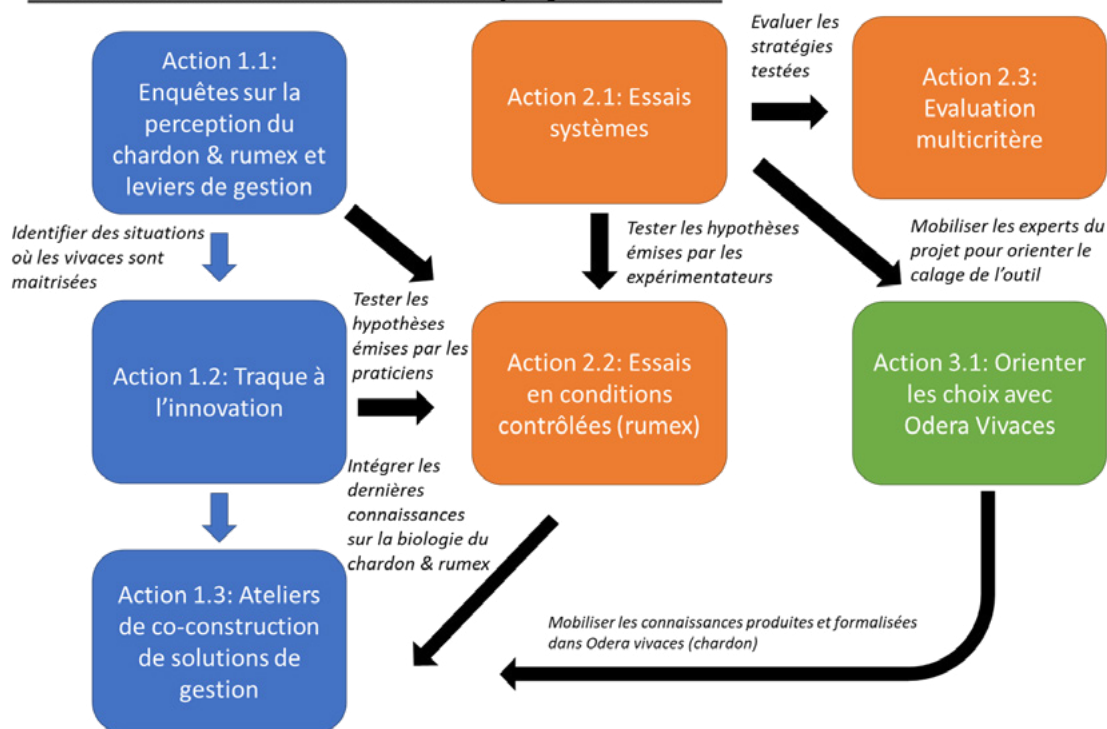 Action 1.1:
Enquêtes sur la
perception du
chardon & rumex et
leviers de gestion
Action 2.1: Essais
systèmes
Evaluer les
stratégies
testées
Action 2.3:
Evaluation
multicritère
Identifier des situations
où les vivaces sont
maitrisées
Tester les hypothèses
émises par les
expérimentateurs
Mobiliser les experts du
projet pour orienter le
calage de l'outil
Action 1.2: Traque à
l'innovation
Tester les
hypothèses
émises par les
praticiens
Action 2.2: Essais
en conditions
contrôlées (rumex)
Action 3.1: Orienter
les choix avec
Odera Vivaces
Intégrer les
dernières
connaissances
sur la biologie du
chardon & rumex
Action 1.3: Ateliers
de co-construction
de solutions de
gestion
Mobiliser les connaissances produites et formalisées
dans Odera vivaces (chardon)